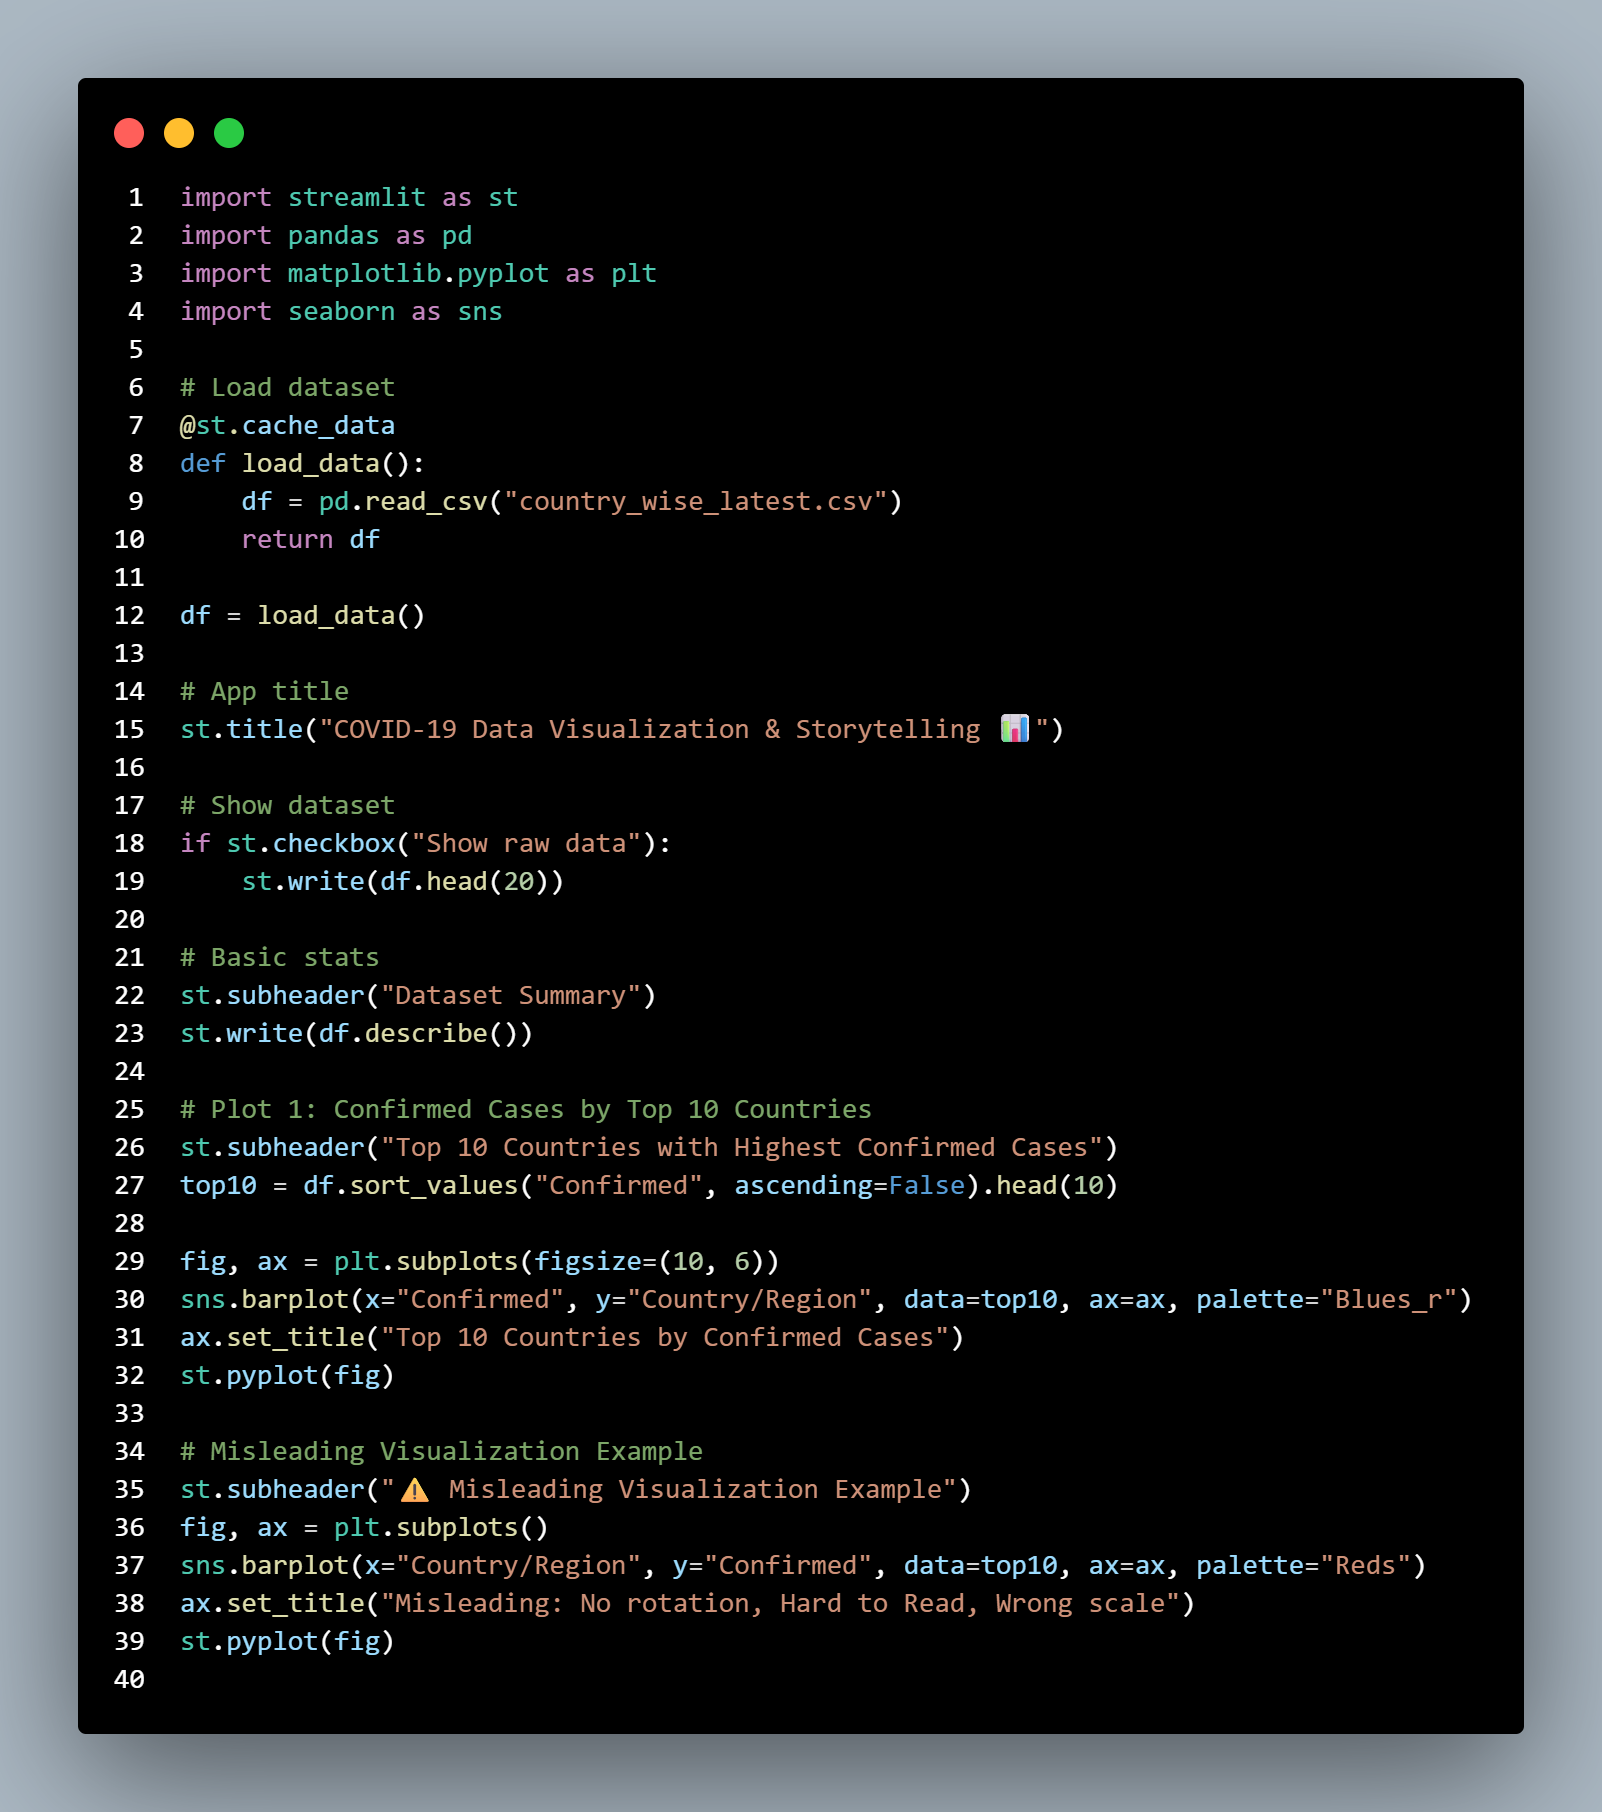 1 import streamlit as st
2 import pandas as pd
3 import matplotlib.pyplot as plt
4 import seaborn as sns
5
6 # Load dataset
7 @st.cache_data
8 def load_data():
9     df = pd.read_csv("country_wise_latest.csv")
10     return df
11
12 df = load_data()
13
14 # App title
15 st.title("COVID-19 Data Visualization & Storytelling 📊")
16
17 # Show dataset
18 if st.checkbox("Show raw data"):
19     st.write(df.head(20))
20
21 # Basic stats
22 st.subheader("Dataset Summary")
23 st.write(df.describe())
24
25 # Plot 1: Confirmed Cases by Top 10 Countries
26 st.subheader("Top 10 Countries with Highest Confirmed Cases")
27 top10 = df.sort_values("Confirmed", ascending=False).head(10)
28
29 fig, ax = plt.subplots(figsize=(10, 6))
30 sns.barplot(x="Confirmed", y="Country/Region", data=top10, ax=ax, palette="Blues_r")
31 ax.set_title("Top 10 Countries by Confirmed Cases")
32 st.pyplot(fig)
33
34 # Misleading Visualization Example
35 st.subheader("⚠️ Misleading Visualization Example")
36 fig, ax = plt.subplots()
37 sns.barplot(x="Country/Region", y="Confirmed", data=top10, ax=ax, palette="Reds")
38 ax.set_title("Misleading: No rotation, Hard to Read, Wrong scale")
39 st.pyplot(fig)
40